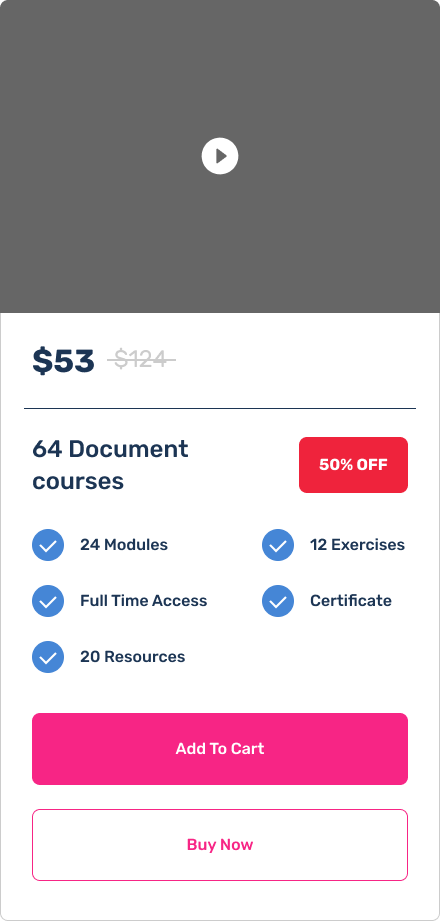 $53 $124
64 Document
courses
50% OFF
24 Modules
12 Exercises
Full Time Access
Certificate
20 Resources
Add To Cart
Buy Now